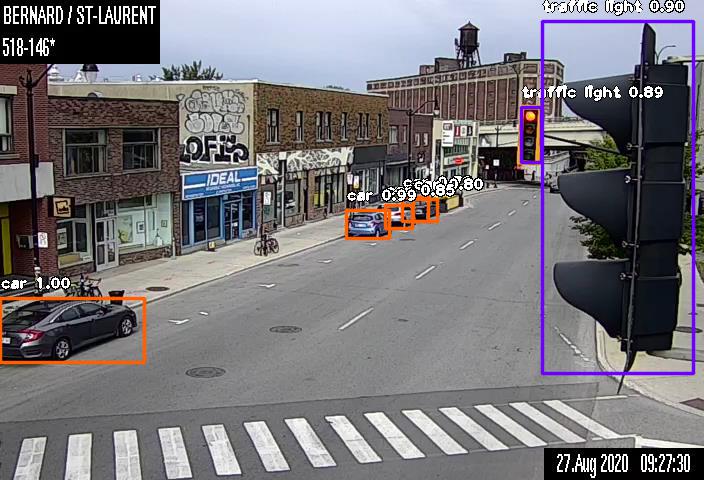 BERNARD / ST-LAURENT
518-146*
traffic light 0.90
traffic light 0.89
car 0.99
0.85
0.80
IDEAL
car 1.00
27.Aug 2020 09:27:30